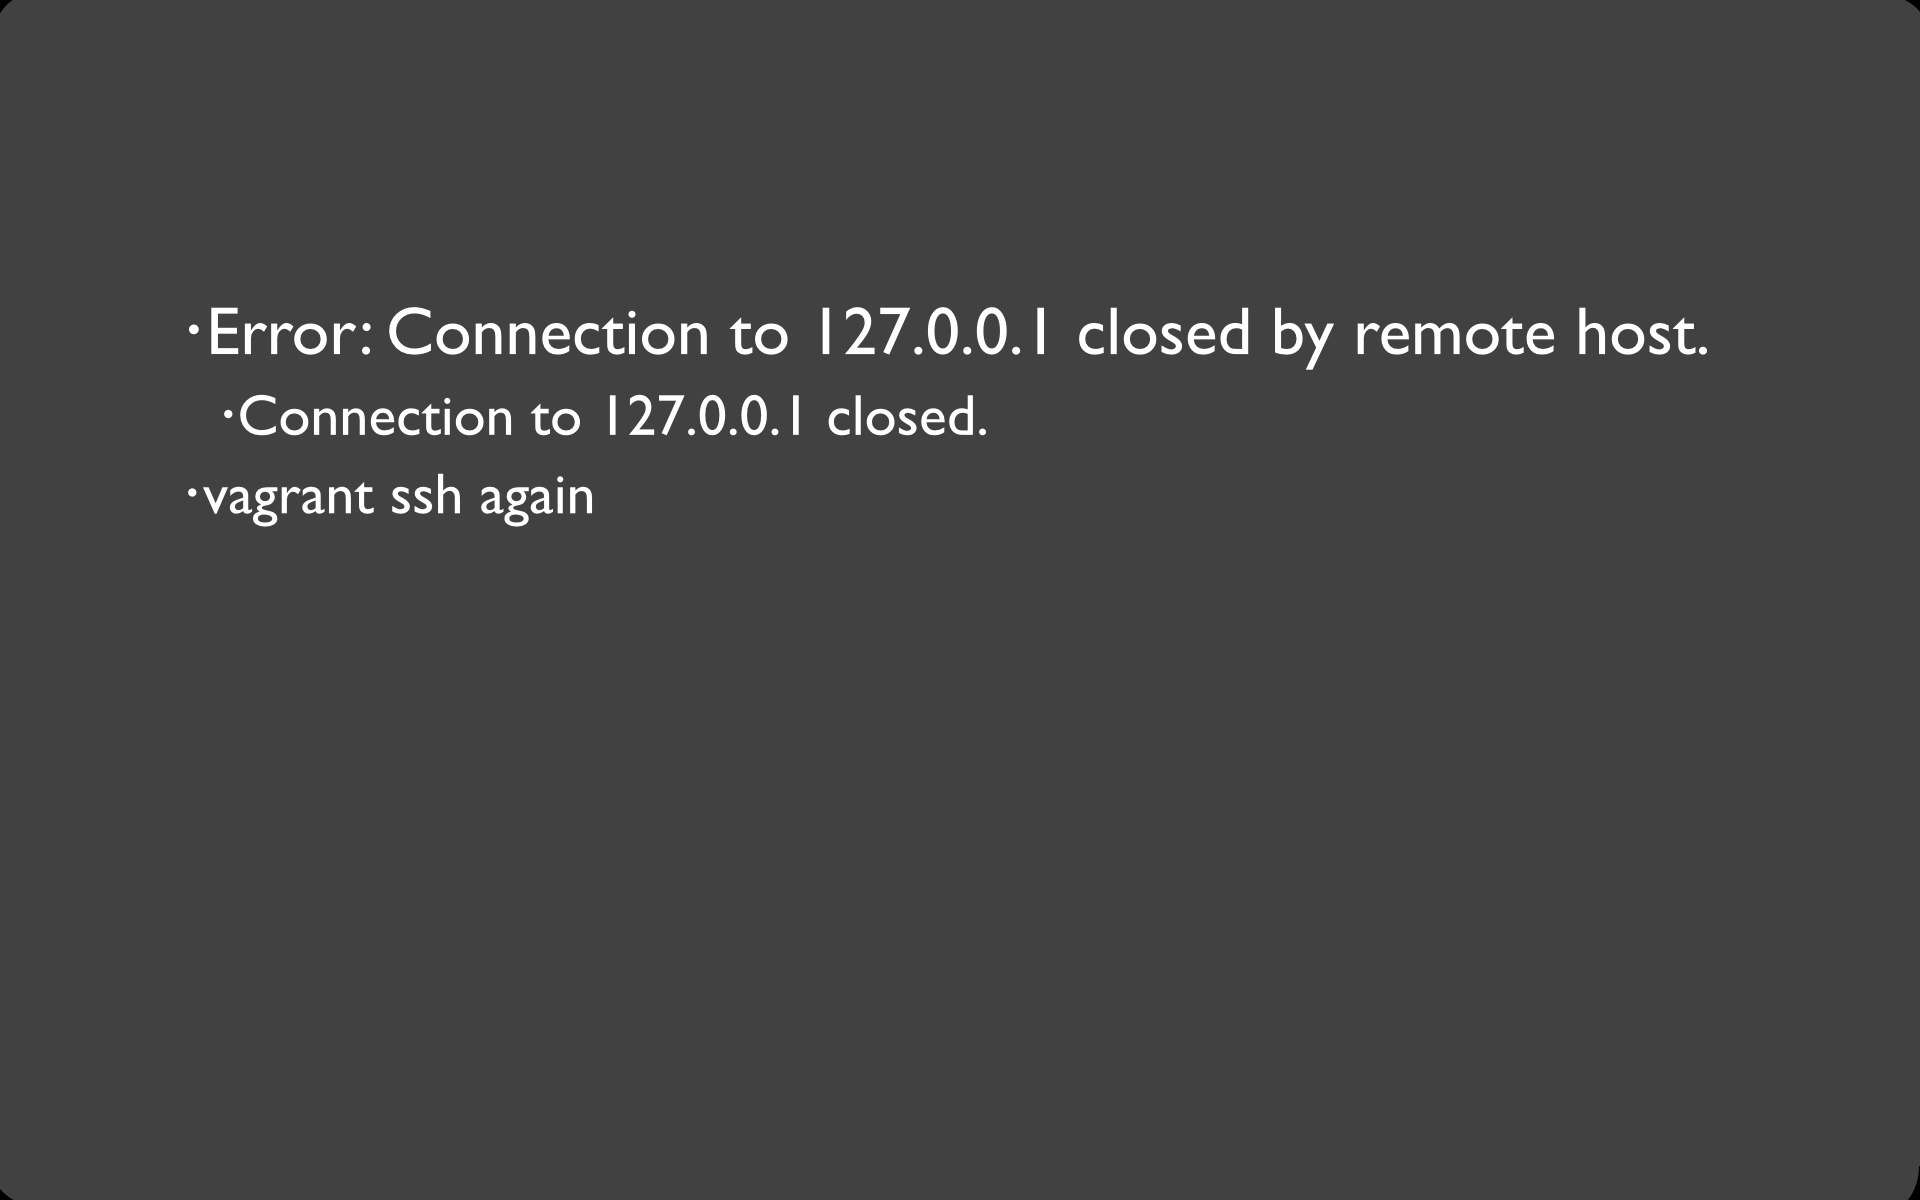 ·Error: Connection to 127.0.0.1 closed by remote host.
·Connection to 127.0.0.1 closed.
·vagrant ssh again